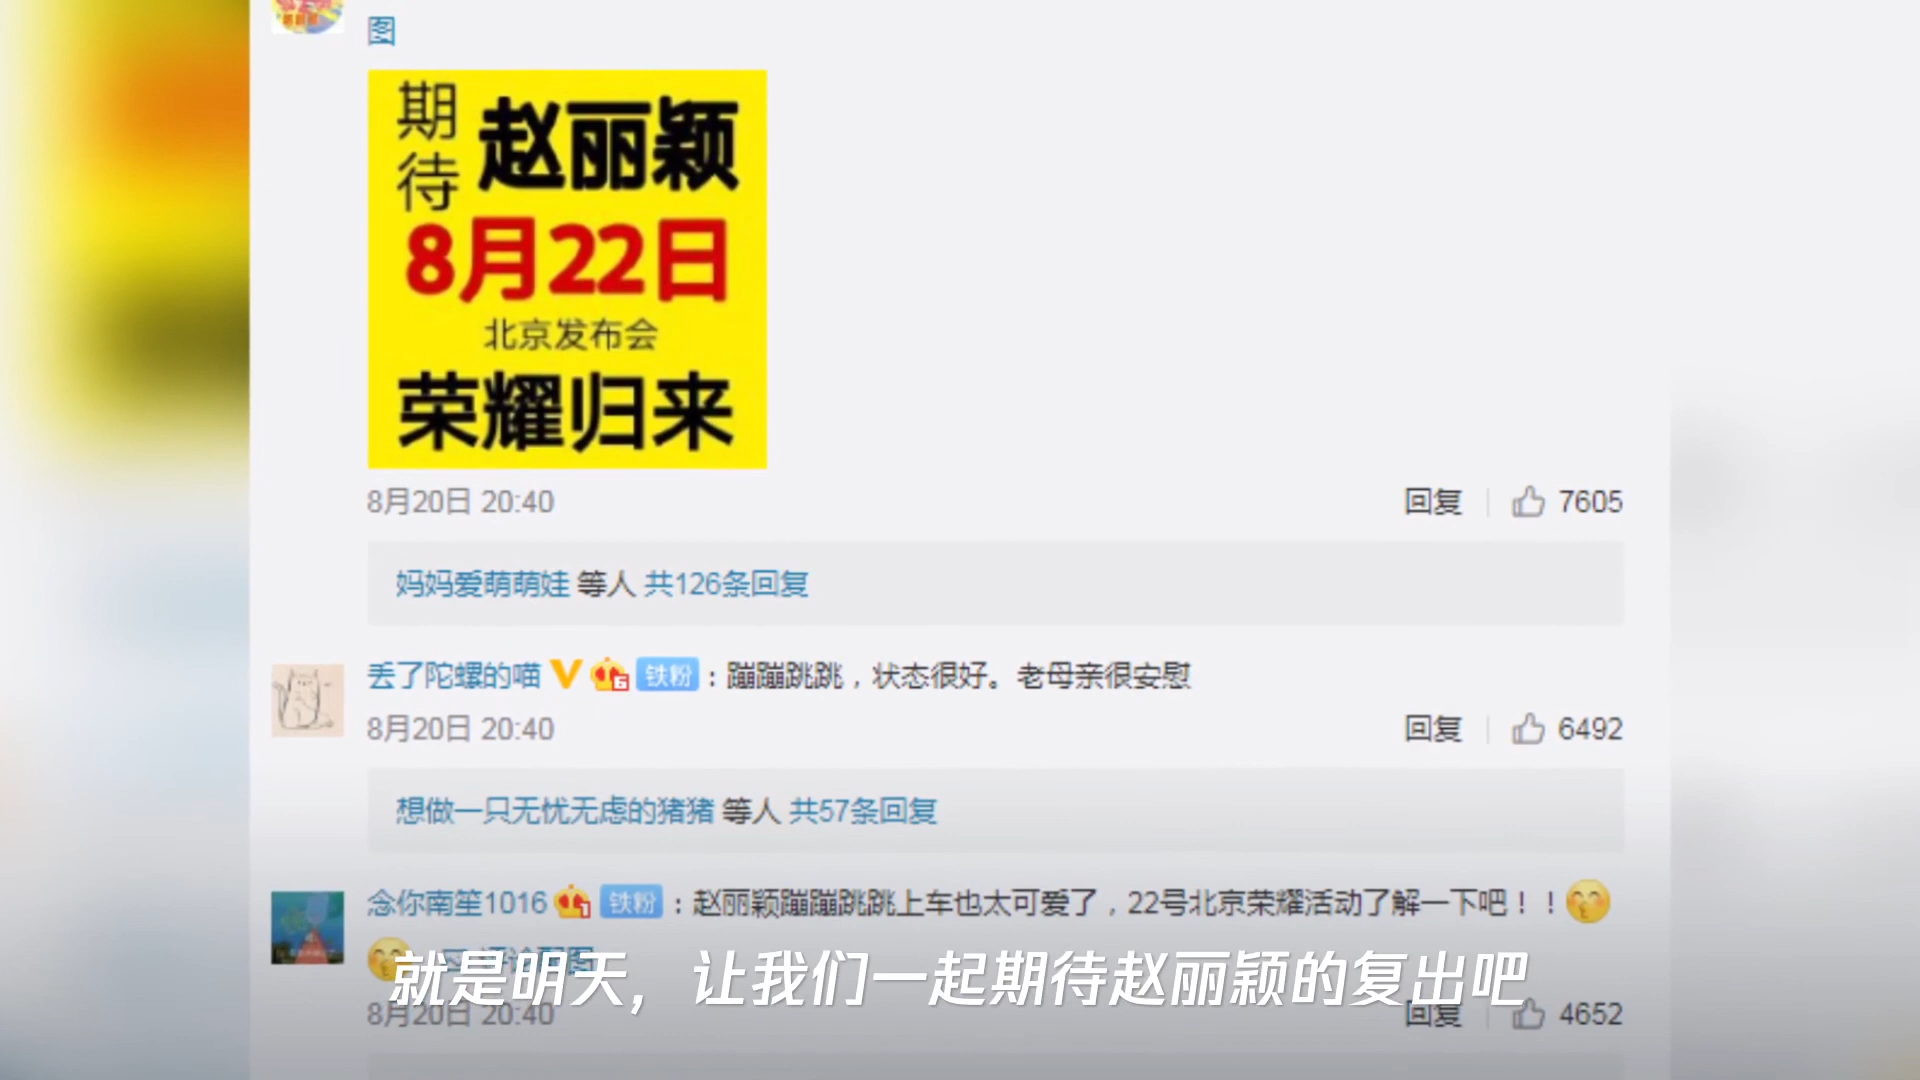 图
期待
赵丽颖
8月22日
北京发布会
荣耀归来
8月20日 20:40
回复
7605
妈妈爱萌萌娃 等人 共126条回复
丢了陀螺的喵 V 6 铁粉：蹦蹦跳跳，状态很好。老母亲很安慰
8月20日 20:40
回复
6492
想做一只无忧无虑的猪猪 等人 共57条回复
念你南笙1016 1 铁粉：赵丽颖蹦蹦跳跳上车也太可爱了，22号北京荣耀活动了解一下吧！！
评论配图
就是明天，让我们一起期待赵丽颖的复出吧
8月20日 20:40
回复
4652